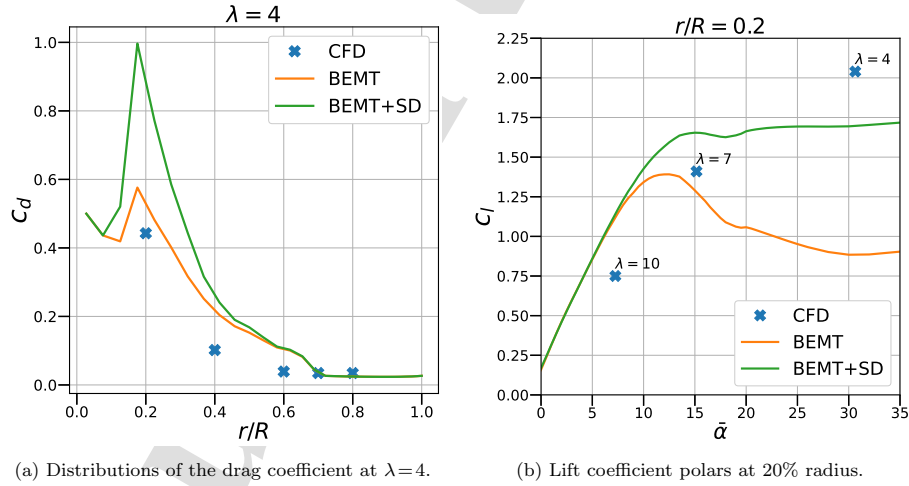 λ = 4
1.0
0.8
0.6
0.4
0.2
0.0
C_d
0.0 0.2 0.4 0.6 0.8 1.0
r/R
CFD
BEMT
BEMT+SD
(a) Distributions of the drag coefficient at λ=4.
r/R = 0.2
2.25
2.00
1.75
1.50
1.25
1.00
0.75
0.50
0.25
0.00
C_l
0 5 10 15 20 25 30 35
ᾱ
λ = 4
λ = 7
λ = 10
CFD
BEMT
BEMT+SD
(b) Lift coefficient polars at 20% radius.